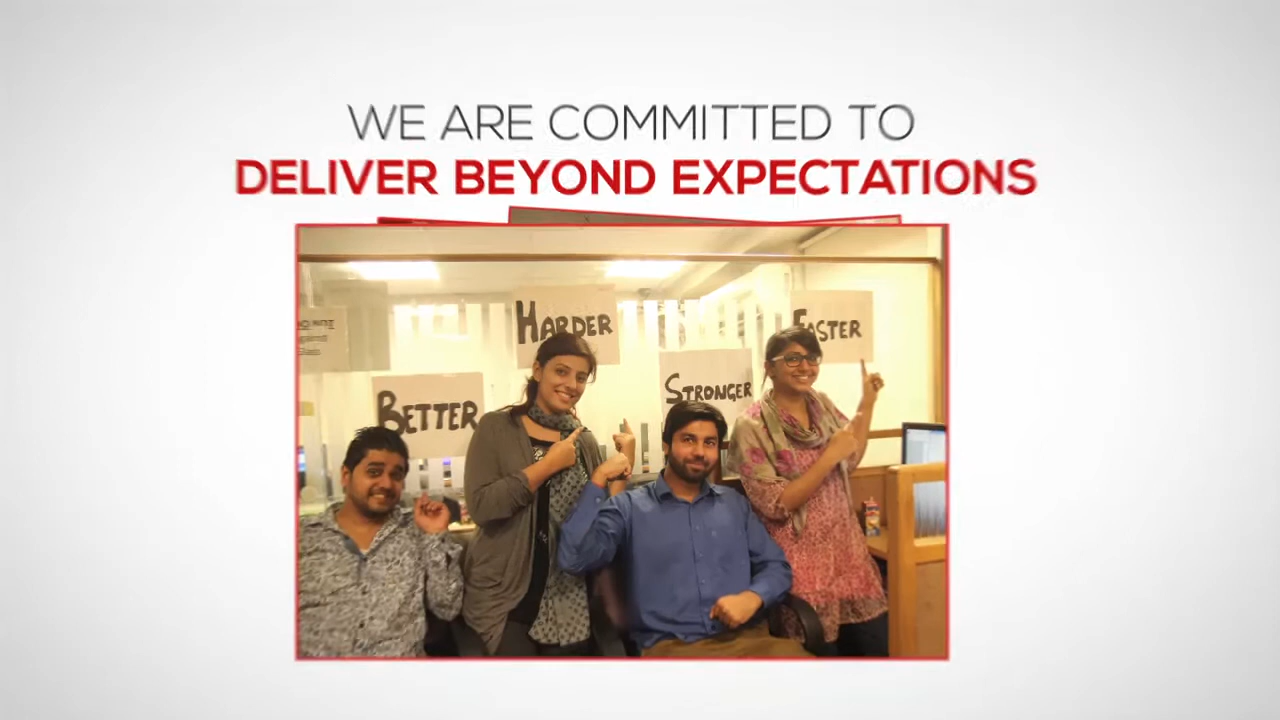 WE ARE COMMITTED TO
DELIVER BEYOND EXPECTATIONS
HARDER
FASTER
STRONGER
BETTER